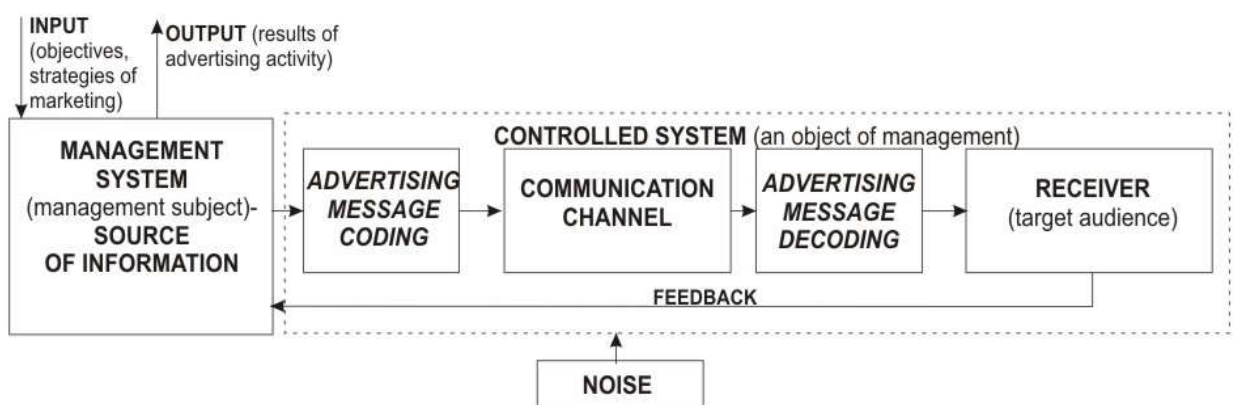 INPUT
(objectives,
strategies of
marketing)
OUTPUT (results of
advertising activity)
MANAGEMENT
SYSTEM
(management subject)-
SOURCE
OF INFORMATION
CONTROLLED SYSTEM (an object of management)
ADVERTISING
MESSAGE
CODING
COMMUNICATION
CHANNEL
ADVERTISING
MESSAGE
DECODING
RECEIVER
(target audience)
FEEDBACK
NOISE